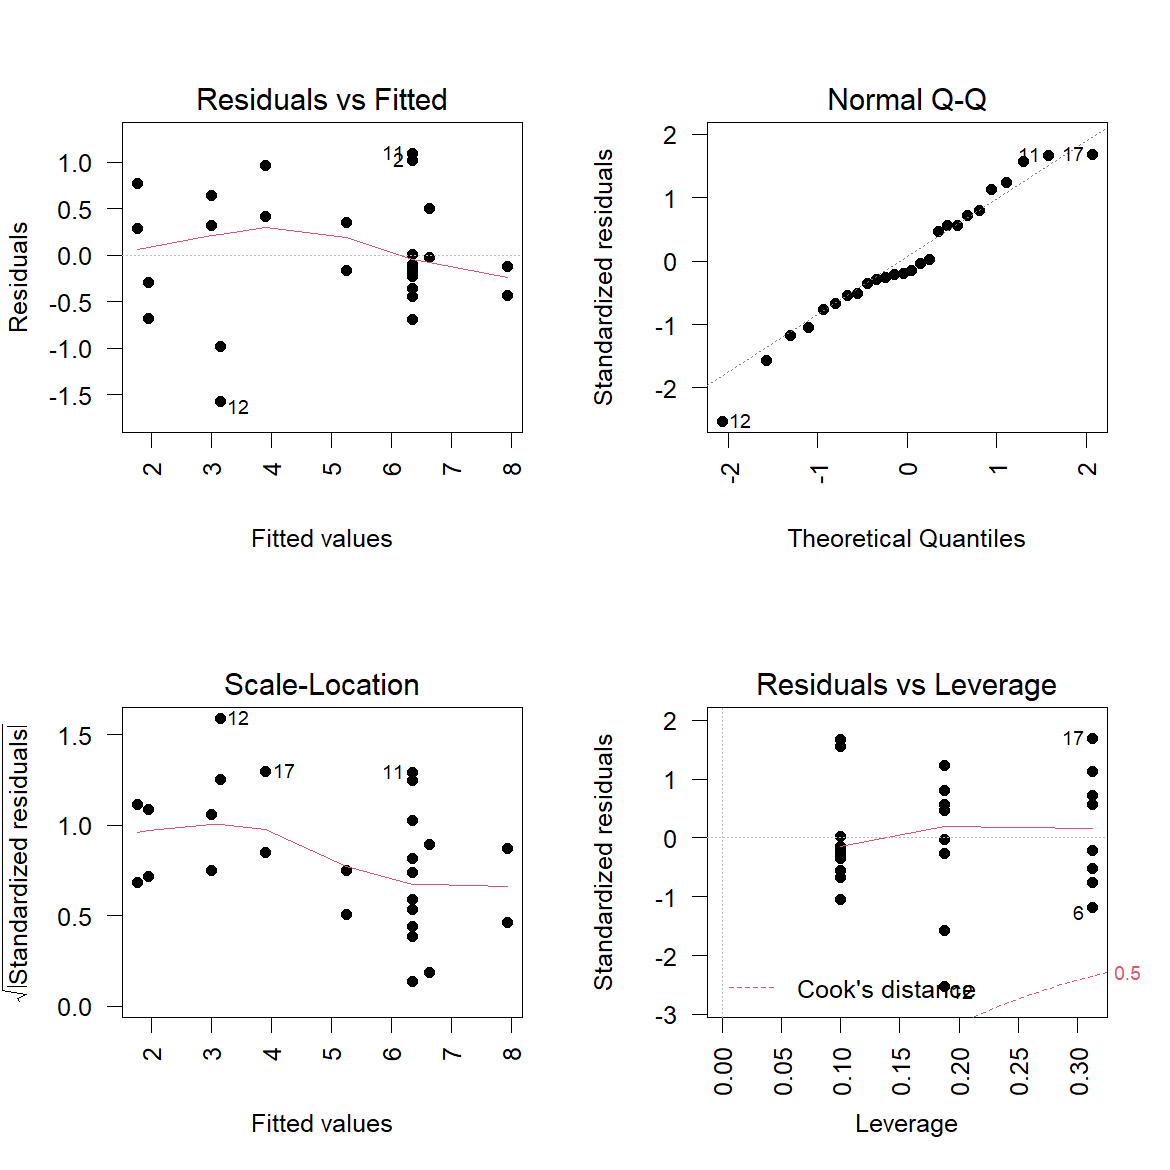 Residuals vs Fitted
Residuals
1.0
0.5
0.0
-0.5
-1.0
-1.5
11
2
12
2 3 4 5 6 7 8
Fitted values
Normal Q-Q
Standardized residuals
2
1
0
-1
-2
11 17
12
-2 -1 0 1 2
Theoretical Quantiles
Scale-Location
√|Standardized residuals|
1.5
1.0
0.5
0.0
12
17 11
2 3 4 5 6 7 8
Fitted values
Residuals vs Leverage
Standardized residuals
2
1
0
-1
-2
-3
17
6
0.5
Cook's distance
12
0.00 0.05 0.10 0.15 0.20 0.25 0.30
Leverage